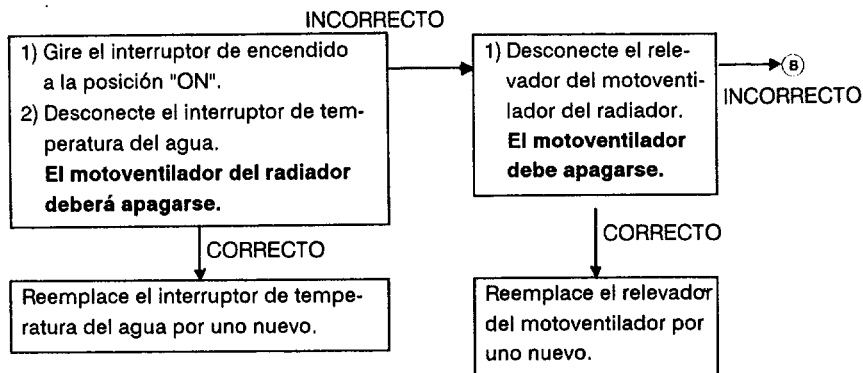 INCORRECTO
1) Gire el interruptor de encendido
a la posición "ON".
2) Desconecte el interruptor de tem-
peratura del agua.
El motoventilador del radiador
deberá apagarse.
1) Desconecte el rele-
vador del motoventi-
lador del radiador.
El motoventilador
debe apagarse.
B
INCORRECTO
CORRECTO
CORRECTO
Reemplace el interruptor de tempe-
ratura del agua por uno nuevo.
Reemplace el relevador
del motoventilador por
uno nuevo.